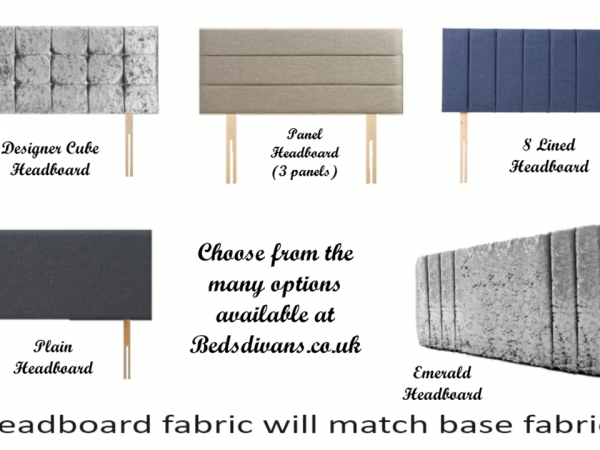 Designer Cube
Headboard
Panel
Headboard
(3 panels)
8 Lined
Headboard
Plain
Headboard
Choose from the
many options
available at
Bedsdivans.co.uk
Emerald
Headboard
eadboard fabric will match base fabric